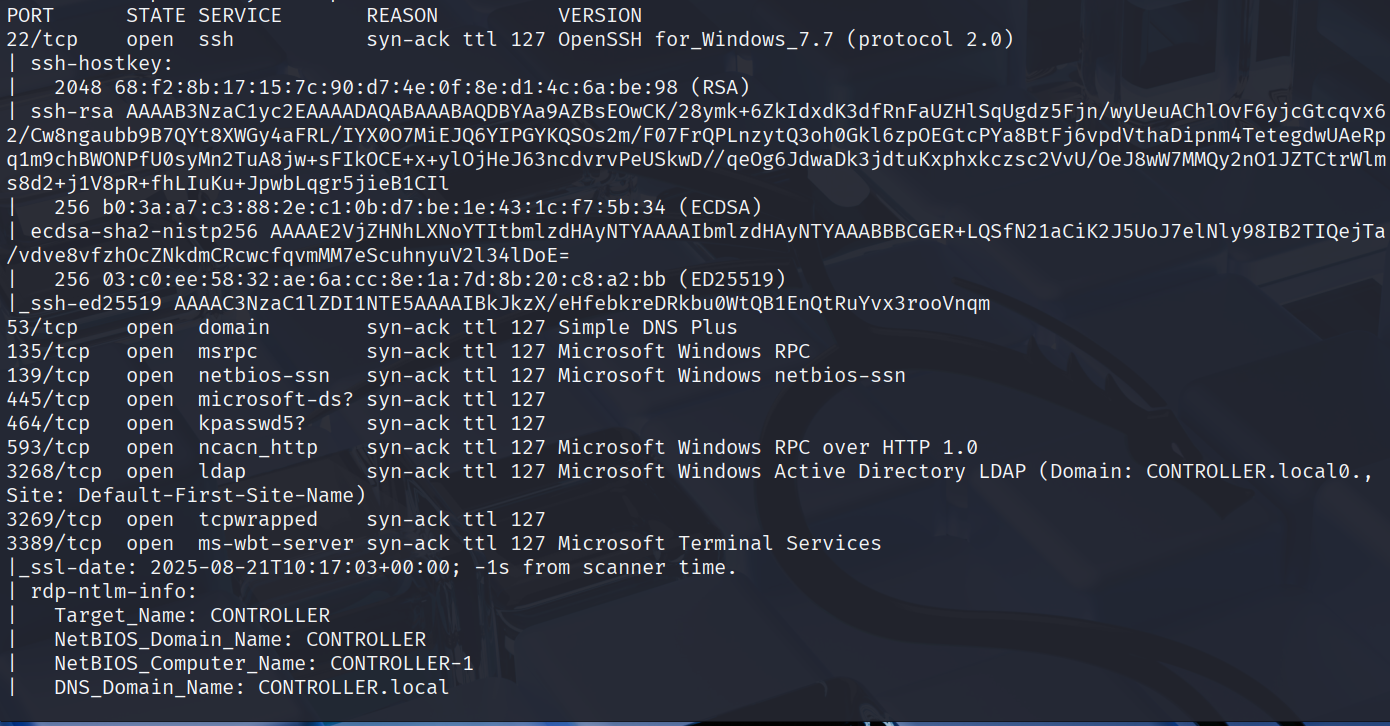 PORT STATE SERVICE REASON VERSION
22/tcp open ssh syn-ack ttl 127 OpenSSH for_Windows_7.7 (protocol 2.0)
| ssh-hostkey:
| 2048 68:f2:8b:17:15:7c:90:d7:4e:0f:8e:d1:4c:6a:be:98 (RSA)
| ssh-rsa AAAAB3NzaC1yc2EAAAADAQABAAABAQDBYAa9AZBsEOwCK/28ymk+6ZkIdxdK3dfRnFaUZHlSqUgdz5Fjn/wyUeuAChlOvF6yjcGtcqvx6
2/Cw8ngaubb9B7QYt8XWGy4aFRL/IYX0O7MiEJQ6YIPGYKQSOs2m/F07FrQPLnzytQ3oh0Gkl6zpOEGtcPYa8BtFj6vpdVthaDipnm4TetegdwUAeRp
q1m9chBWONPfU0syMn2TuA8jw+sFIkOCE+x+ylOjHeJ63ncdvrvPeUSkwD//qeOg6JdwaDk3jdtuKxphxkczsc2VvU/OeJ8wW7MMQy2nO1JZTCtrWlm
s8d2+j1V8pR+fhLIuKu+JpwbLqgr5jieB1CIl
| 256 b0:3a:a7:c3:88:2e:c1:0b:d7:be:1e:43:1c:f7:5b:34 (ECDSA)
| ecdsa-sha2-nistp256 AAAAE2VjZHNhLXNoYTItbmlzdHAyNTYAAAAIbmlzdHAyNTYAAABBBCGER+LQSfN21aCiK2J5UoJ7elNly98IB2TIQejTa
/vdve8vfzhOcZNkdmCRcwcfqvmMM7eScuhnyuV2l34lDoE=
| 256 03:c0:ee:58:32:ae:6a:cc:8e:1a:7d:8b:20:c8:a2:bb (ED25519)
|_ssh-ed25519 AAAAC3NzaC1lZDI1NTE5AAAAIBkJkzX/eHfebkreDRkbu0WtQB1EnQtRuYvx3rooVnqm
53/tcp open domain syn-ack ttl 127 Simple DNS Plus
135/tcp open msrpc syn-ack ttl 127 Microsoft Windows RPC
139/tcp open netbios-ssn syn-ack ttl 127 Microsoft Windows netbios-ssn
445/tcp open microsoft-ds? syn-ack ttl 127
464/tcp open kpasswd5? syn-ack ttl 127
593/tcp open ncacn_http syn-ack ttl 127 Microsoft Windows RPC over HTTP 1.0
3268/tcp open ldap syn-ack ttl 127 Microsoft Windows Active Directory LDAP (Domain: CONTROLLER.local0.,
Site: Default-First-Site-Name)
3269/tcp open tcpwrapped syn-ack ttl 127
3389/tcp open ms-wbt-server syn-ack ttl 127 Microsoft Terminal Services
|_ssl-date: 2025-08-21T10:17:03+00:00; -1s from scanner time.
| rdp-ntlm-info:
| Target_Name: CONTROLLER
| NetBIOS_Domain_Name: CONTROLLER
| NetBIOS_Computer_Name: CONTROLLER-1
| DNS_Domain_Name: CONTROLLER.local